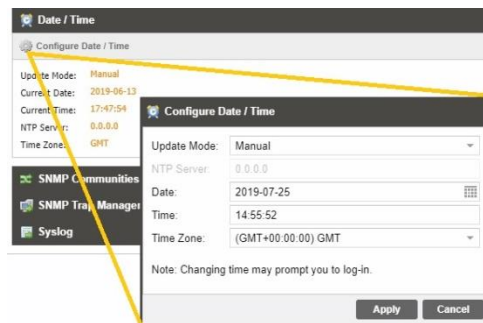 Date / Time
Configure Date / Time
Update Mode: Manual
Current Date: 2019-06-13
Current Time: 17:47:54
NTP Server: 0.0.0.0
Time Zone: GMT
SNMP Communities
SNMP Trap Manager
Syslog
Configure Date / Time
Update Mode: Manual
NTP Server: 0.0.0.0
Date: 2019-07-25
Time: 14:55:52
Time Zone: (GMT+00:00:00) GMT
Note: Changing time may prompt you to log-in.
Apply Cancel